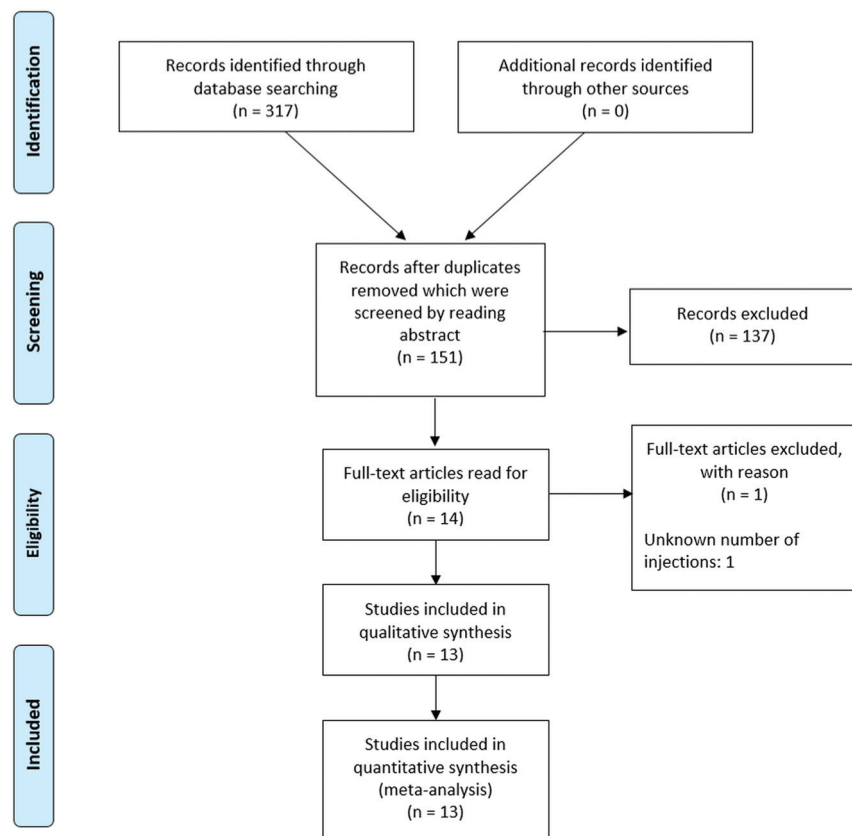 Identification
Records identified through
database searching
(n = 317)
Additional records identified
through other sources
(n = 0)
Screening
Records after duplicates
removed which were
screened by reading
abstract
(n = 151)
Records excluded
(n = 137)
Eligibility
Full-text articles read for
eligibility
(n = 14)
Full-text articles excluded,
with reason
(n = 1)
Unknown number of
injections: 1
Studies included in
qualitative synthesis
(n = 13)
Included
Studies included in
quantitative synthesis
(meta-analysis)
(n = 13)